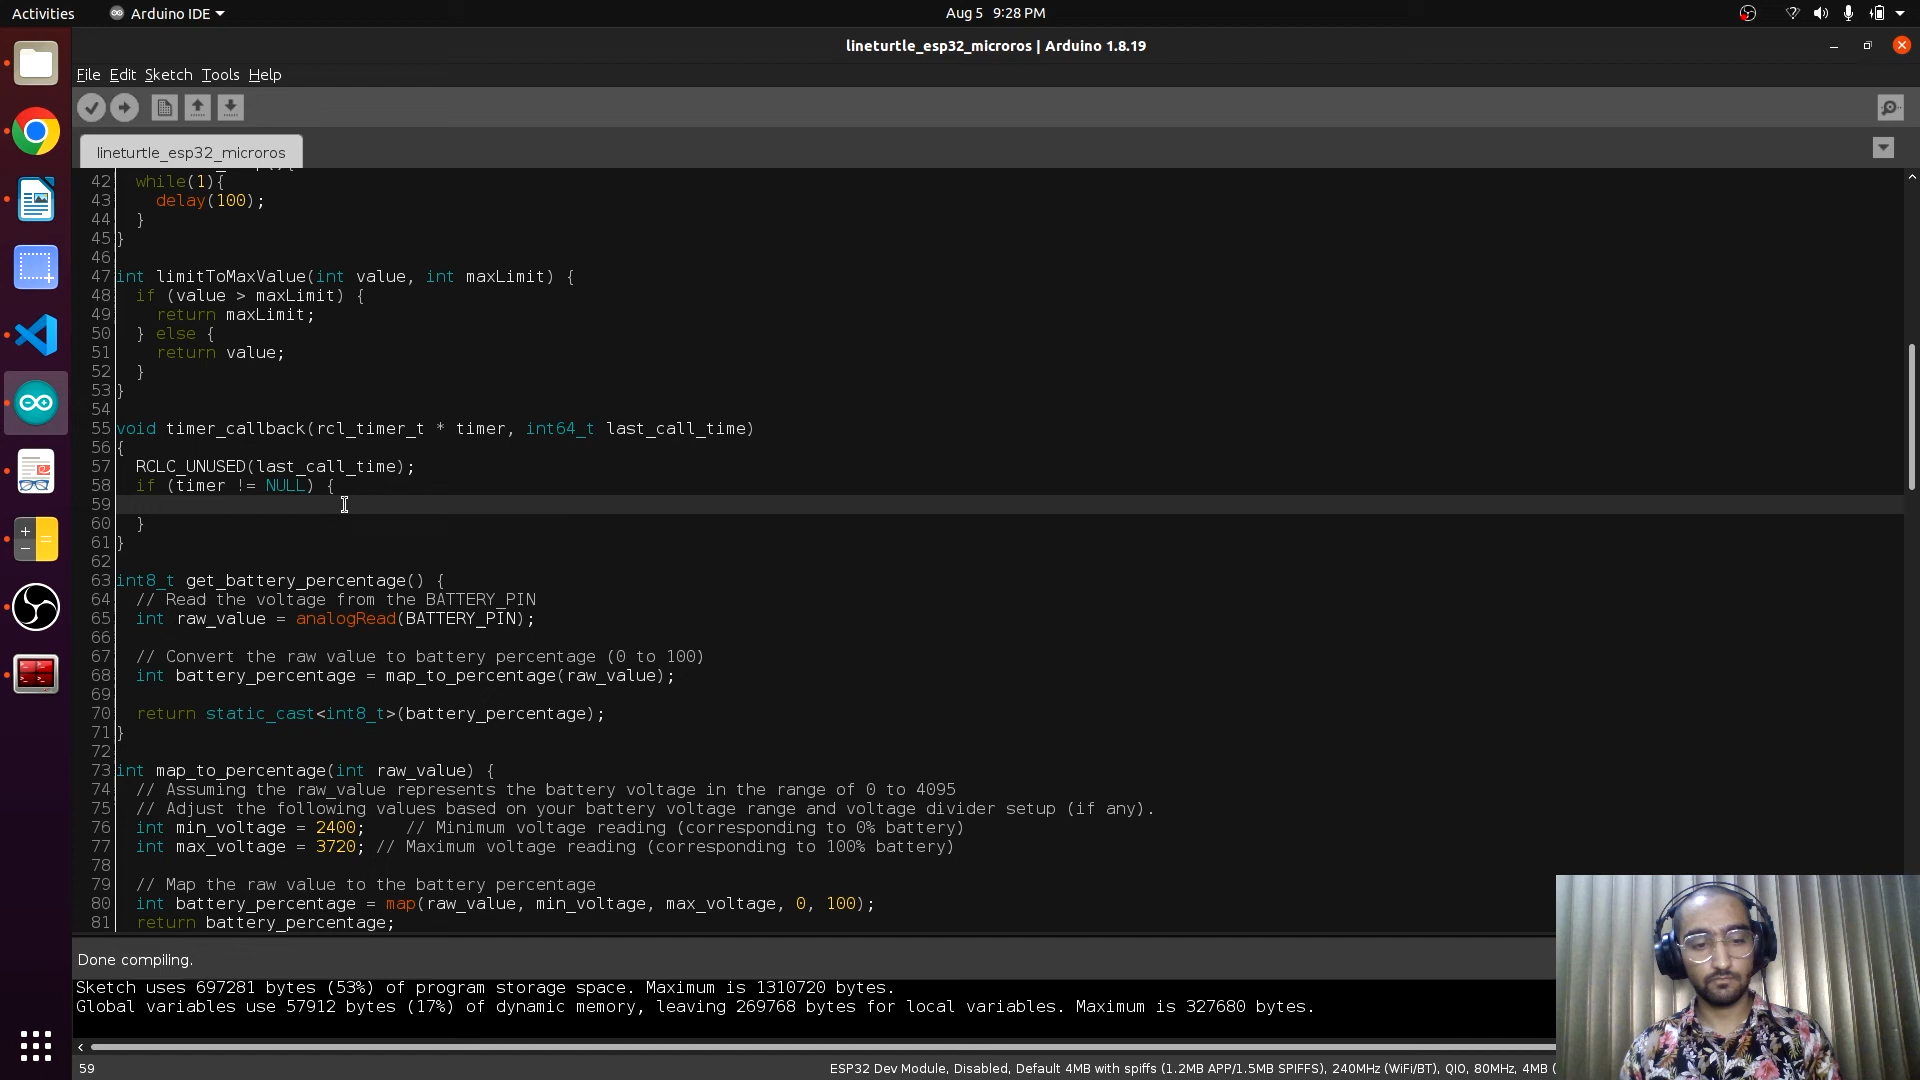 Activities
Arduino IDE
Aug 5 9:28 PM
lineturtle_esp32_microros | Arduino 1.8.19
File Edit Sketch Tools Help
lineturtle_esp32_microros
42 while(1){
43 delay(100);
44 }
45 }
46
47 int limitToMaxValue(int value, int maxLimit) {
48 if (value > maxLimit) {
49 return maxLimit;
50 } else {
51 return value;
52 }
53 }
54
55 void timer_callback(rcl_timer_t * timer, int64_t last_call_time)
56 {
57 RCLC_UNUSED(last_call_time);
58 if (timer != NULL) {
59
60 }
61 }
62
63 int8_t get_battery_percentage() {
64 // Read the voltage from the BATTERY_PIN
65 int raw_value = analogRead(BATTERY_PIN);
66
67 // Convert the raw value to battery percentage (0 to 100)
68 int battery_percentage = map_to_percentage(raw_value);
69
70 return static_cast<int8_t>(battery_percentage);
71 }
72
73 int map_to_percentage(int raw_value) {
74 // Assuming the raw_value represents the battery voltage in the range of 0 to 4095
75 // Adjust the following values based on your battery voltage range and voltage divider setup (if any).
76 int min_voltage = 2400; // Minimum voltage reading (corresponding to 0% battery)
77 int max_voltage = 3720; // Maximum voltage reading (corresponding to 100% battery)
78
79 // Map the raw value to the battery percentage
80 int battery_percentage = map(raw_value, min_voltage, max_voltage, 0, 100);
81 return battery_percentage;
Done compiling.
Sketch uses 697281 bytes (53%) of program storage space. Maximum is 1310720 bytes.
Global variables use 57912 bytes (17%) of dynamic memory, leaving 269768 bytes for local variables. Maximum is 327680 bytes.
59
ESP32 Dev Module, Disabled, Default 4MB with spiffs (1.2MB APP/1.5MB SPIFFS), 240MHz (WiFi/BT), QIO, 80MHz, 4MB (